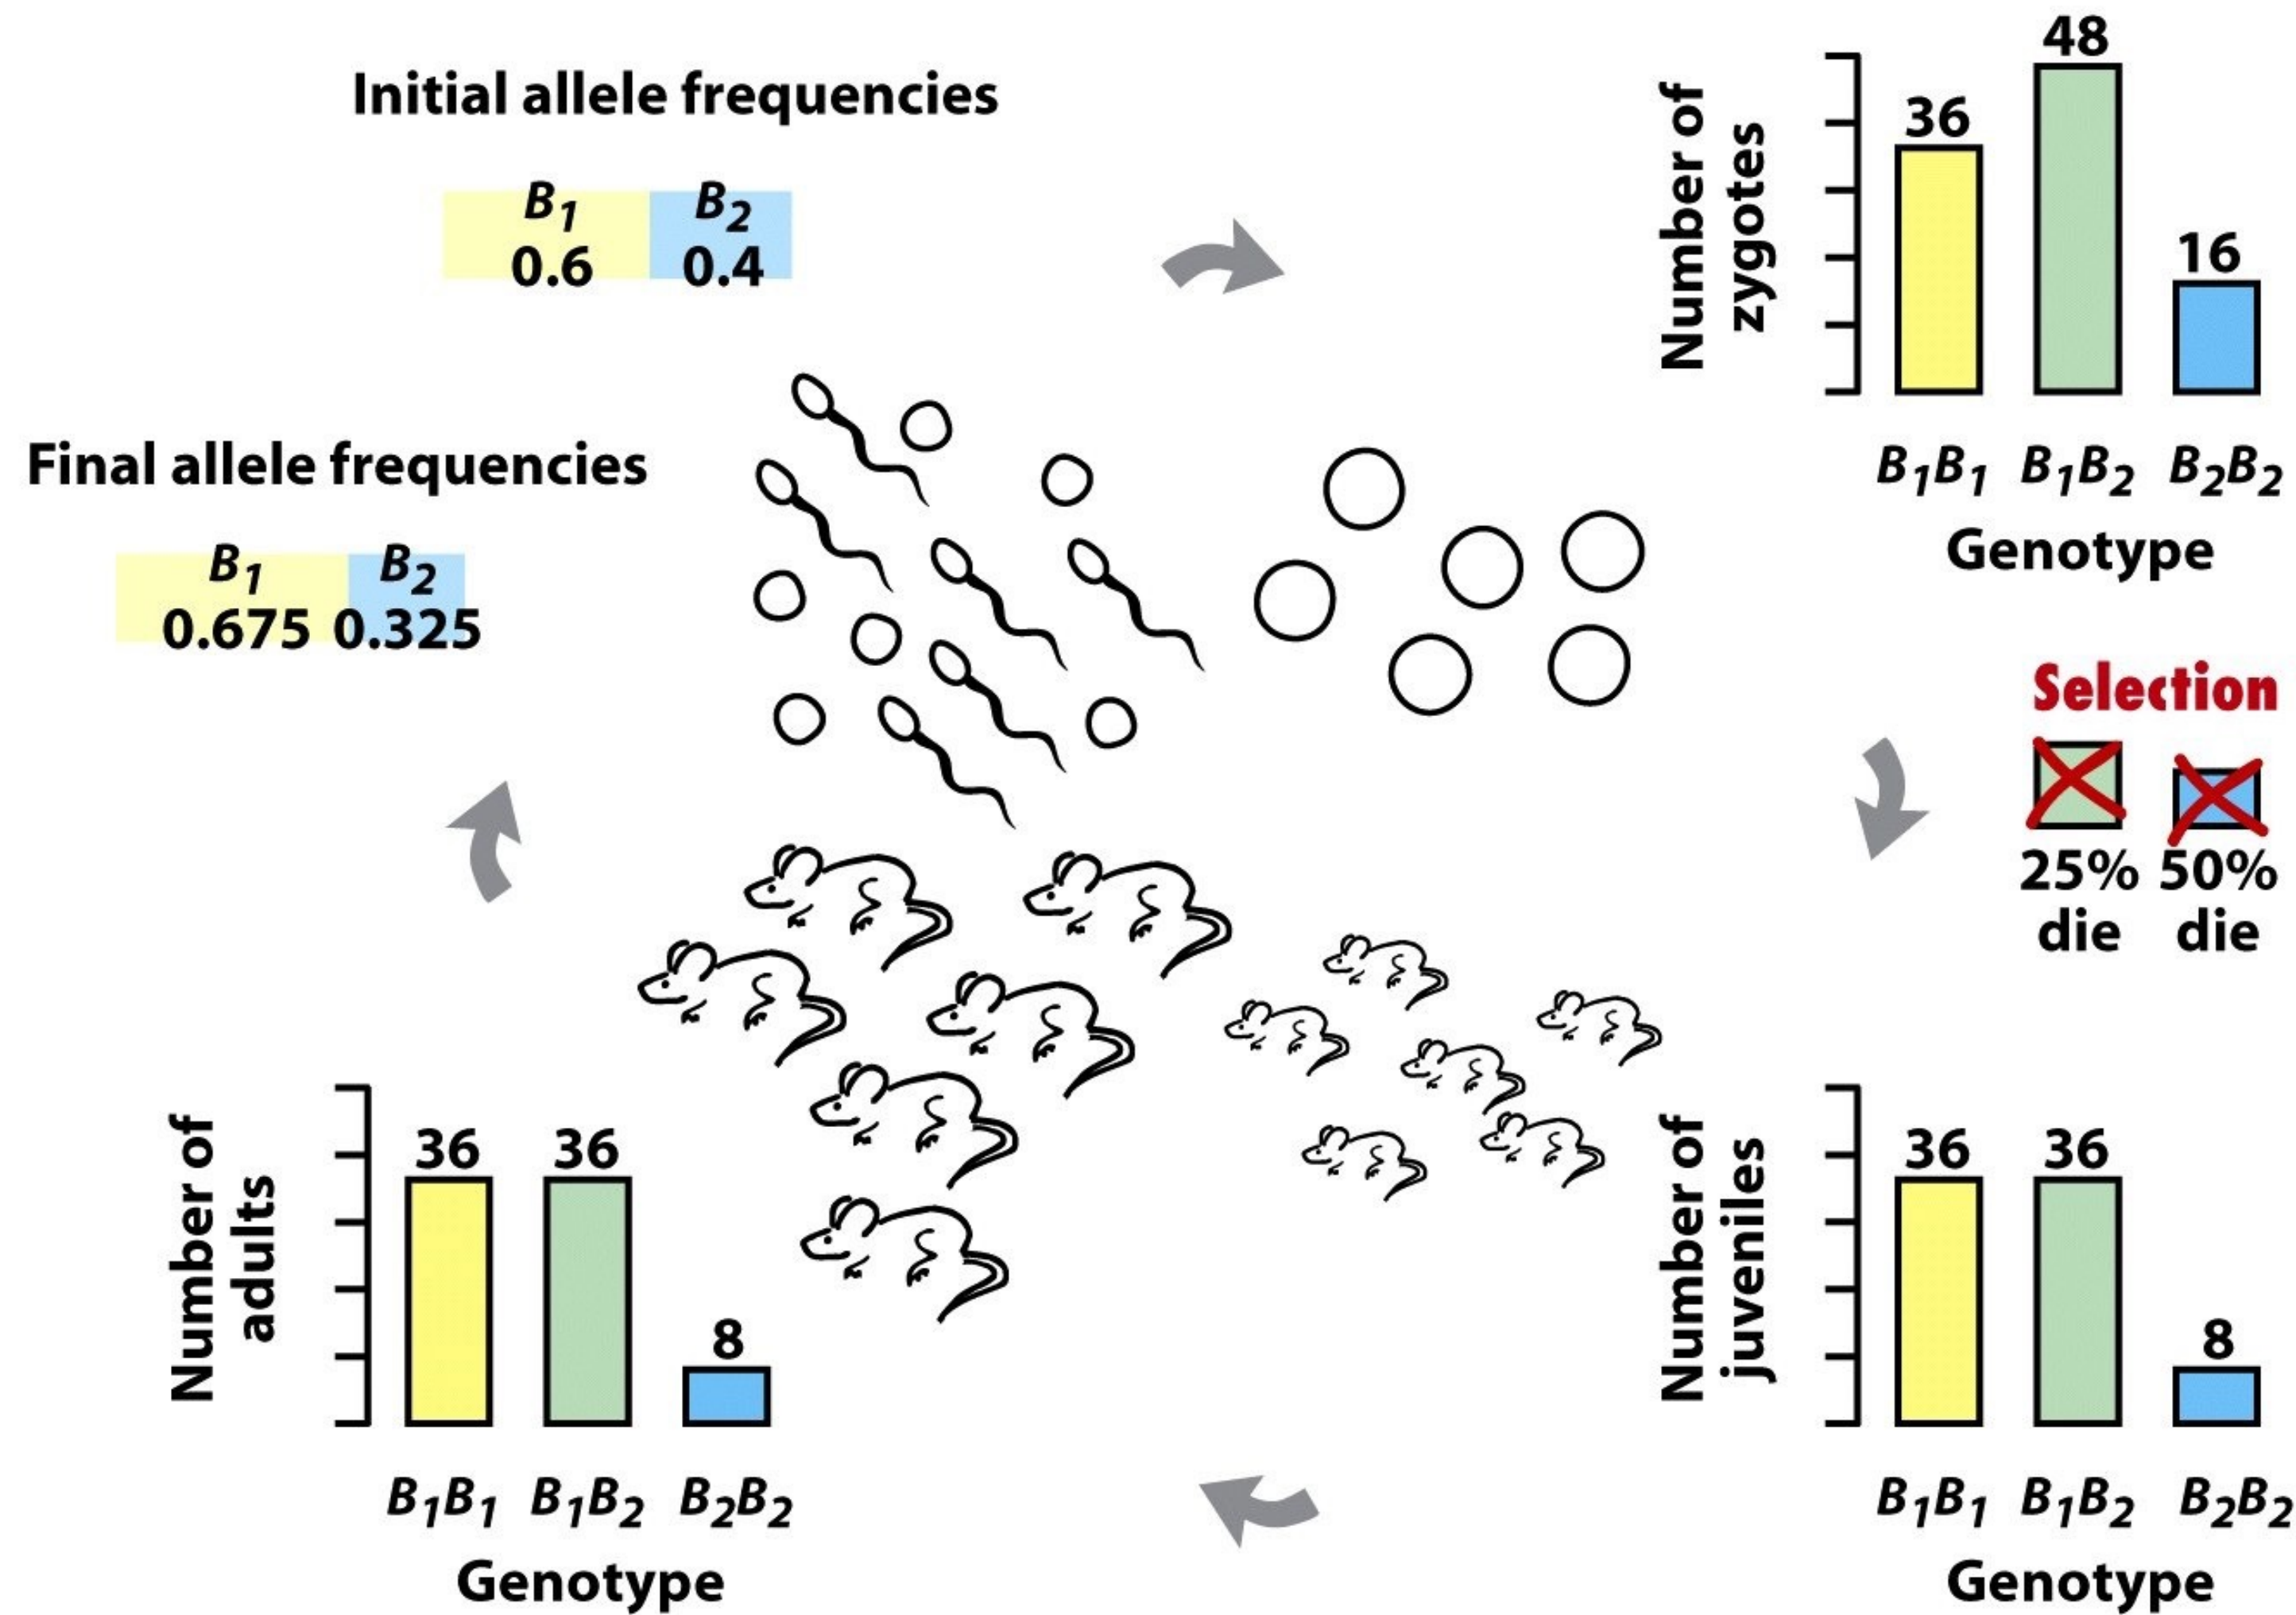 Initial allele frequencies
B1 B2
0.6 0.4
Final allele frequencies
B1 B2
0.675 0.325
Number of
zygotes
48
36
16
B1B1 B1B2 B2B2
Genotype
Selection
25% 50%
die die
Number of
juveniles
36 36
8
B1B1 B1B2 B2B2
Genotype
Number of
adults
36 36
8
B1B1 B1B2 B2B2
Genotype